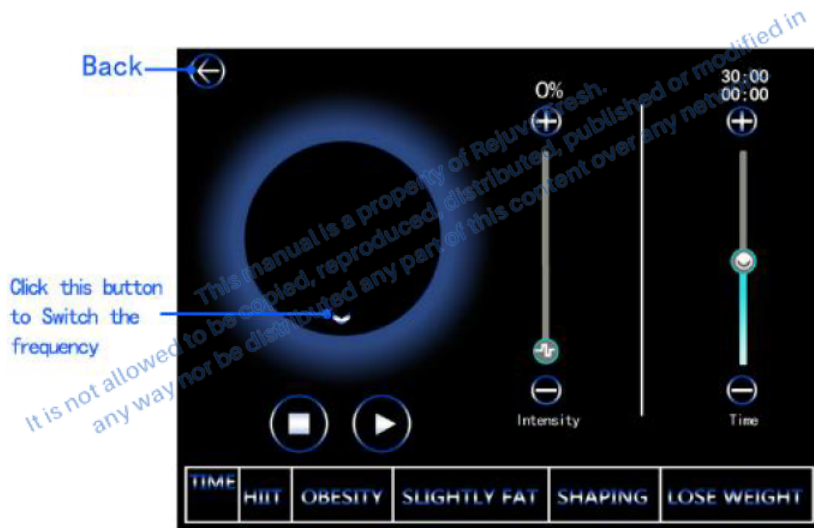 Back
0%
30:00
00:00
Click this button
to Switch the
frequency
Intensity
Time
TIME
HIIT
OBESITY
SLIGHTLY FAT
SHAPING
LOSE WEIGHT
This manual is a property of Rejuva Fresh.
It is not allowed to be copied, reproduced, distributed, published or modified in
any way nor be distributed any part of this content over any network.